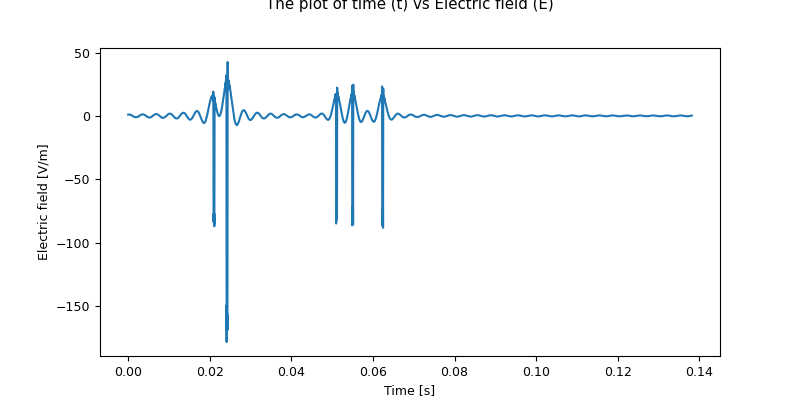 The plot of time (t) vs Electric field (E)
50
0
−50
−100
−150
Electric field [V/m]
0.00 0.02 0.04 0.06 0.08 0.10 0.12 0.14
Time [s]